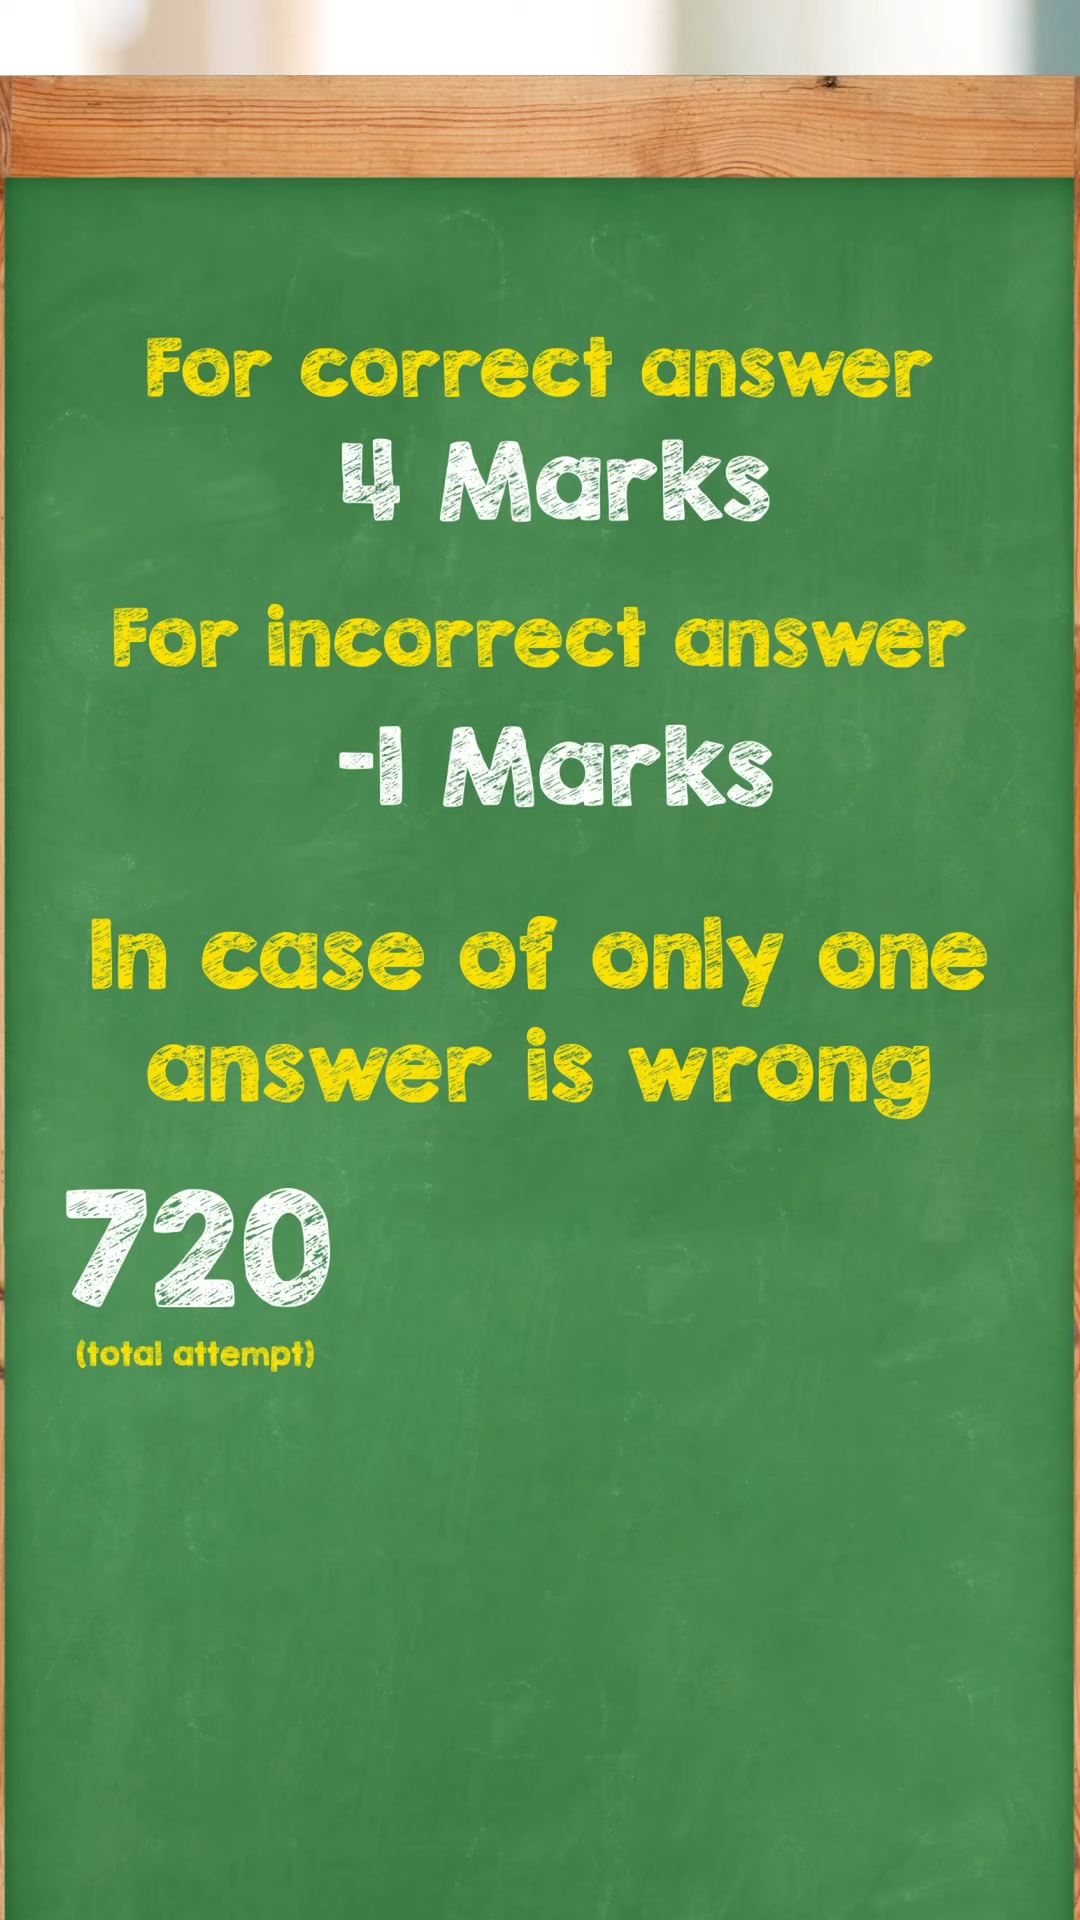 For correct answer
4 Marks
For incorrect answer
-1 Marks
In case of only one
answer is wrong
720
(total attempt)